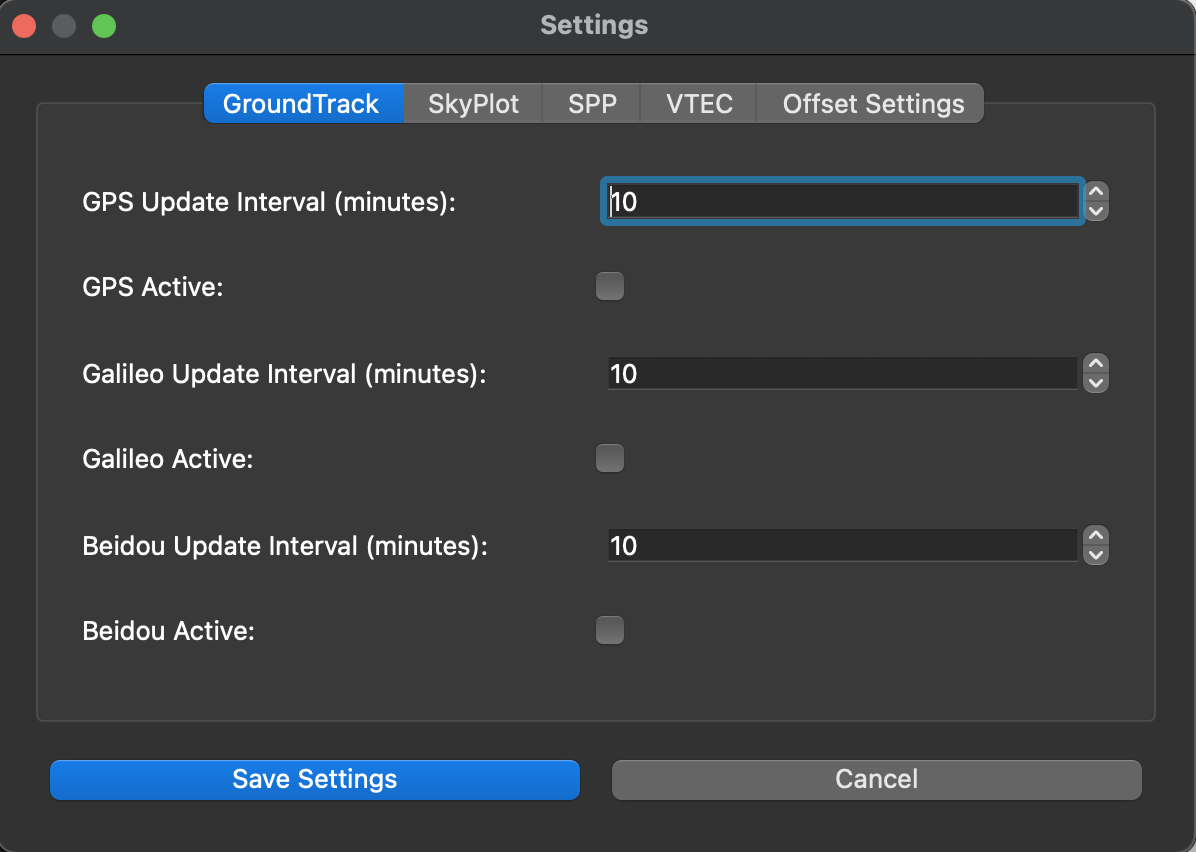 Settings
GroundTrack SkyPlot SPP VTEC Offset Settings
GPS Update Interval (minutes): 10
GPS Active:
Galileo Update Interval (minutes): 10
Galileo Active:
Beidou Update Interval (minutes): 10
Beidou Active:
Save Settings Cancel